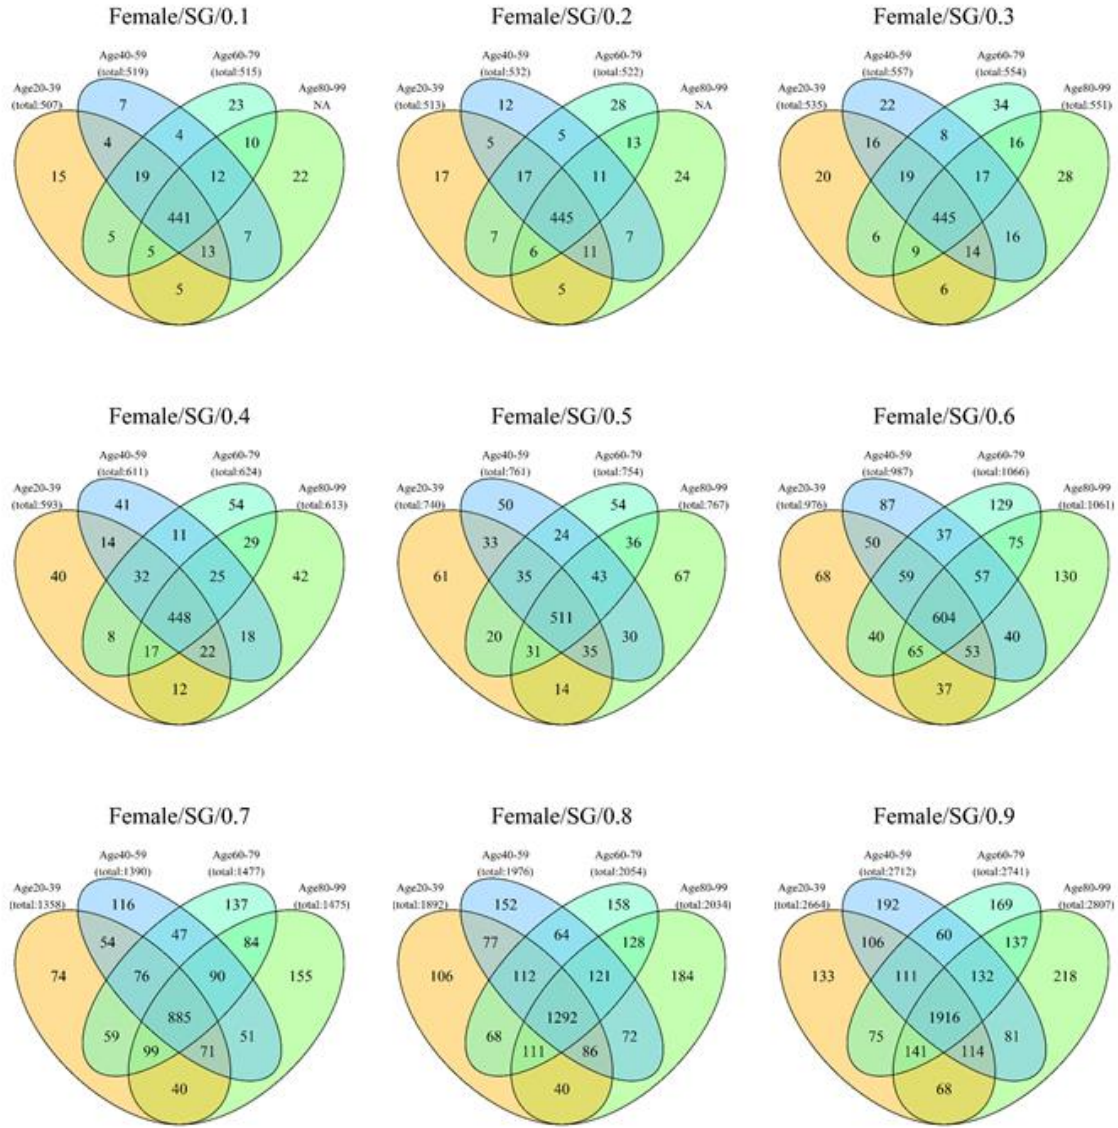 Female/SG/0.1
Age40-59
(total:519)
Age60-79
(total:515)
Age20-39
(total:507)
Age80-99
NA
7
23
4
4
10
15
19
12
22
441
5
7
5
13
5
Female/SG/0.2
Age40-59
(total:532)
Age60-79
(total:522)
Age20-39
(total:513)
Age80-99
NA
12
28
5
5
13
17
17
11
24
445
7
7
6
11
5
Female/SG/0.3
Age40-59
(total:557)
Age60-79
(total:554)
Age20-39
(total:535)
Age80-99
(total:551)
22
34
16
8
16
20
19
17
28
445
6
16
9
14
6
Female/SG/0.4
Age40-59
(total:611)
Age60-79
(total:624)
Age20-39
(total:593)
Age80-99
(total:613)
41
54
14
11
29
40
32
25
42
448
8
18
17
22
12
Female/SG/0.5
Age40-59
(total:761)
Age60-79
(total:754)
Age20-39
(total:740)
Age80-99
(total:767)
50
54
33
24
36
61
35
43
67
511
20
30
31
35
14
Female/SG/0.6
Age40-59
(total:987)
Age60-79
(total:1066)
Age20-39
(total:976)
Age80-99
(total:1061)
87
129
50
37
75
68
59
57
130
604
40
40
65
53
37
Female/SG/0.7
Age40-59
(total:1390)
Age60-79
(total:1477)
Age20-39
(total:1358)
Age80-99
(total:1475)
116
137
54
47
84
74
76
90
155
885
59
51
99
71
40
Female/SG/0.8
Age40-59
(total:1976)
Age60-79
(total:2054)
Age20-39
(total:1892)
Age80-99
(total:2034)
152
158
77
64
128
106
112
121
184
1292
68
72
111
86
40
Female/SG/0.9
Age40-59
(total:2712)
Age60-79
(total:2741)
Age20-39
(total:2664)
Age80-99
(total:2807)
192
169
106
60
137
133
111
132
218
1916
75
81
141
114
68